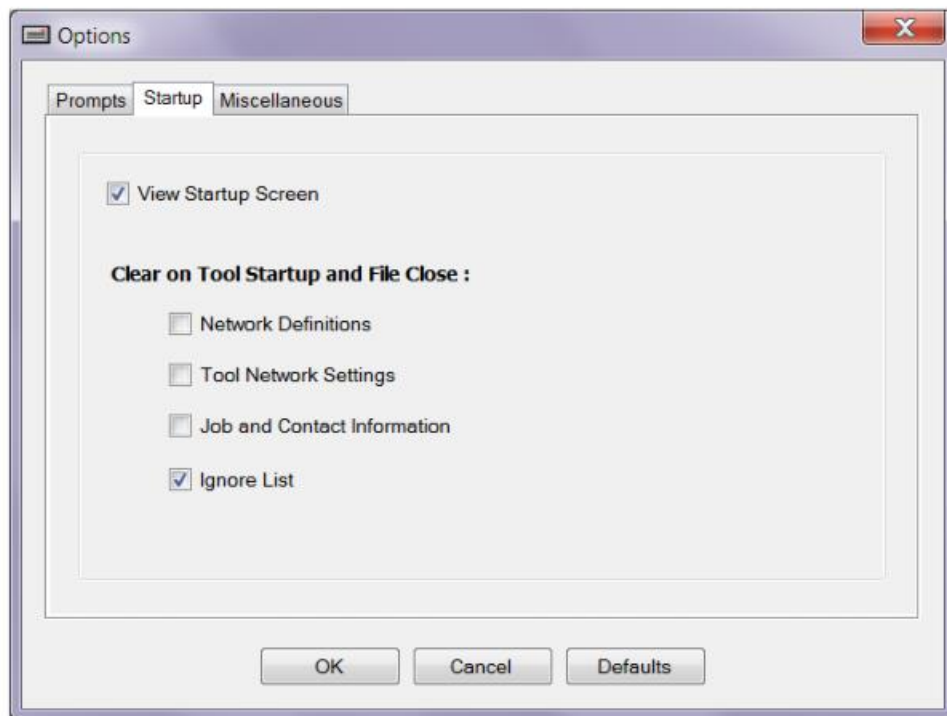 Options
Prompts Startup Miscellaneous
View Startup Screen
Clear on Tool Startup and File Close :
Network Definitions
Tool Network Settings
Job and Contact Information
Ignore List
OK Cancel Defaults